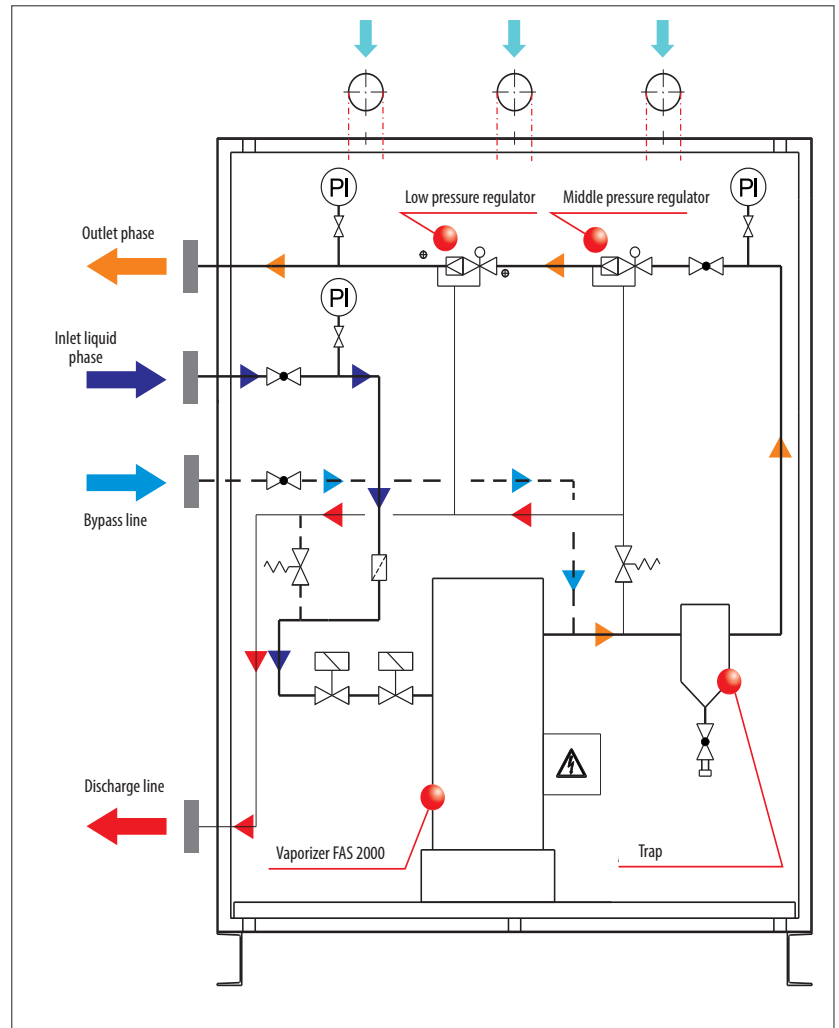 PI
Low pressure regulator
Middle pressure regulator
PI
Outlet phase
PI
Inlet liquid
phase
Bypass line
Discharge line
Vaporizer FAS 2000
Trap